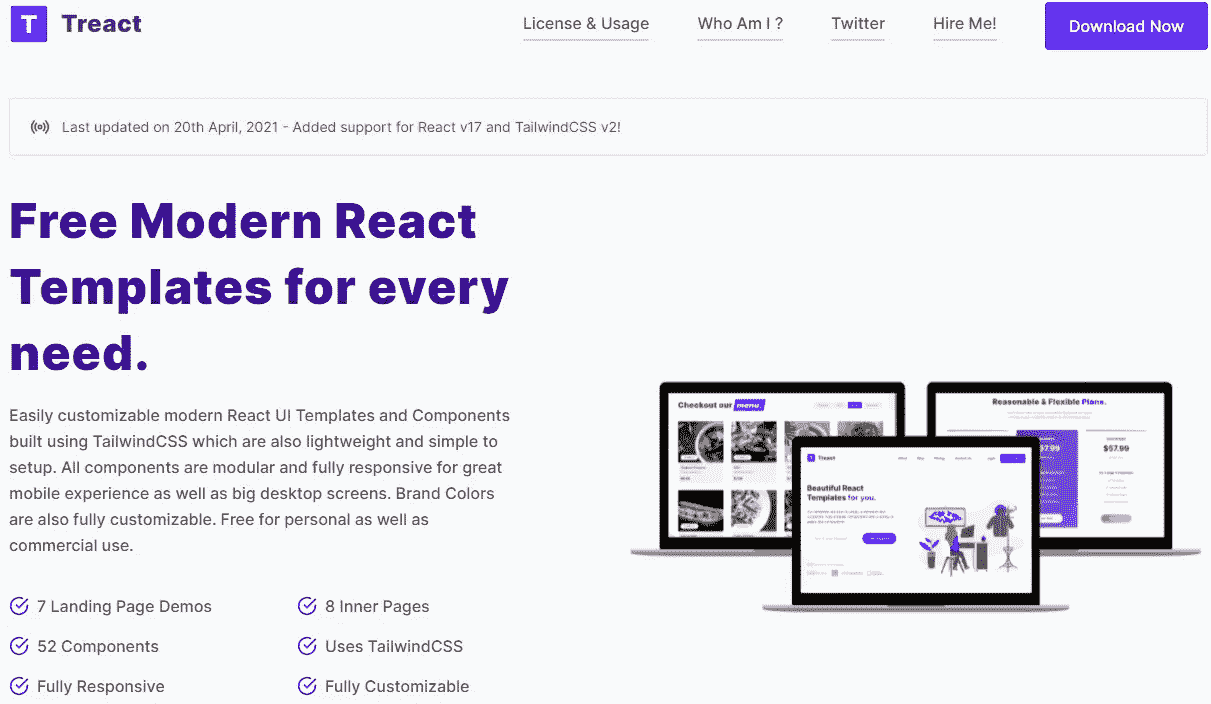 T Treact
License & Usage
Who Am I ?
Twitter
Hire Me!
Download Now
Last updated on 20th April, 2021 - Added support for React v17 and TailwindCSS v2!
Free Modern React
Templates for every
need.
Easily customizable modern React UI Templates and Components
built using TailwindCSS which are also lightweight and simple to
setup. All components are modular and fully responsive for great
mobile experience as well as big desktop screens. Brand Colors
are also fully customizable. Free for personal as well as
commercial use.
7 Landing Page Demos
8 Inner Pages
52 Components
Uses TailwindCSS
Fully Responsive
Fully Customizable
Checkout our menu
Reasonable & Flexible Plans.
$57.99
Treact
Beautiful React
Templates for you.